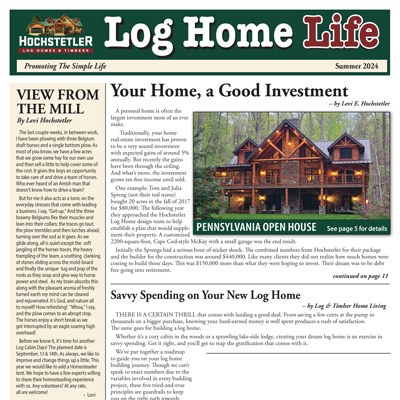 HOCHSTETLER
LOG HOMES & TIMBERS
Log Home Life
Promoting The Simple Life
Summer 2024
VIEW FROM
THE MILL
By Levi Hochstetler
The last couple weeks, in between work,
i have been plowing with three Belgium
draft horses and a single bottom plow. As
most of you know, we have a few acres
that we grow some hay for our own use
and then sell a little to help cover some of
the cost. It gives the boys an opportunity
to take care of and drive a team of horses.
Who ever heard of an Amish man that
doesn't know how to drive a team?
But for me it also acts as a tonic on the
everyday stresses that come with leading
a business. I say, "Get-up." And the three
brawny Belgiums flex their muscles and
lean into their collars; the traces go taut,
the plow trembles and then lurches ahead,
turning over the sod as it goes. As we
glide along, all is quiet except the soft
jangling of the horses traces, the heavy
trampling of the team, a soothing clanking
of stones sliding across the mold-board
and finally the unique tug and pop of the
roots as they snap and give way to horse
power and steel. As my brain absorbs this
along with the pleasant aroma of freshly
turned earth my mind can be cleared
and rejuvenated. It's God, and nature all
to myself! How refreshing! "Whoa," I say,
and the plow comes to an abrupt stop.
The horses enjoy a short break as we
get interrupted by an eagle soaring high
overhead!
Before we know it, it's time for another
Log Cabin Days! The planned date is
September, 13 & 14th. As always, we like to
improve and change things up a little. This
year we would like to add a Homesteader
tent. We hope to have a few experts willing
to share their homesteading experience
with us. Any volunteers? At any rate,
all are welcome!
- Levi
Your Home, a Good Investment
– by Levi E. Hochstetler
A personal home is often the
largest investment most of us ever
make.
Traditionally, your home
real-estate investment has proven
to be a very sound investment
with expected gains of around 5%
annually. But recently the gains
have been through the ceiling.
And what's more, the investment
grows tax-free income until sold.
One example: Tom and Julia
Spreng (not their real name)
bought 20 acres in the fall of 2017
for $80,000. The following year
they approached the Hochstetler
Log Home design team to help
establish a plan that would supple-
ment their property. A customized
2200-square-foot, Cape Cod-style McKay with a small garage was the end result.
Initially the Sprengs had a serious bout of sticker shock. The combined numbers from Hochstetler for their package
and the builder for the construction was around $440,000. Like many clients they did not realize how much homes were
costing to build those days. This was $150,000 more than what they were hoping to invest. Their dream was to be debt
free going into retirement.
continued on page 11
PENNSYLVANIA OPEN HOUSE
See page 5 for details
Savvy Spending on Your New Log Home
– by Log & Timber Home Living
THERE IS CERTAIN THRILL that comes with landing a good deal. From saving a few cents at the pump to
thousands on a bigger purchase, knowing your hard-earned money is well spent produces a rush of satisfaction.
The same goes for building a log home.
Whether it's a cozy cabin in the woods or a sprawling lake-side lodge, creating your dream log home is an exercise in
savvy spending. Get it right, and you'll get to reap the gratification that comes with it.
We've put together a roadmap
to guide you on your log home
building journey. Though we can't
speak to exact numbers due to the
variables involved in every building
project, these five tried-and-true
principles are guardrails to keep
you on the right path towards